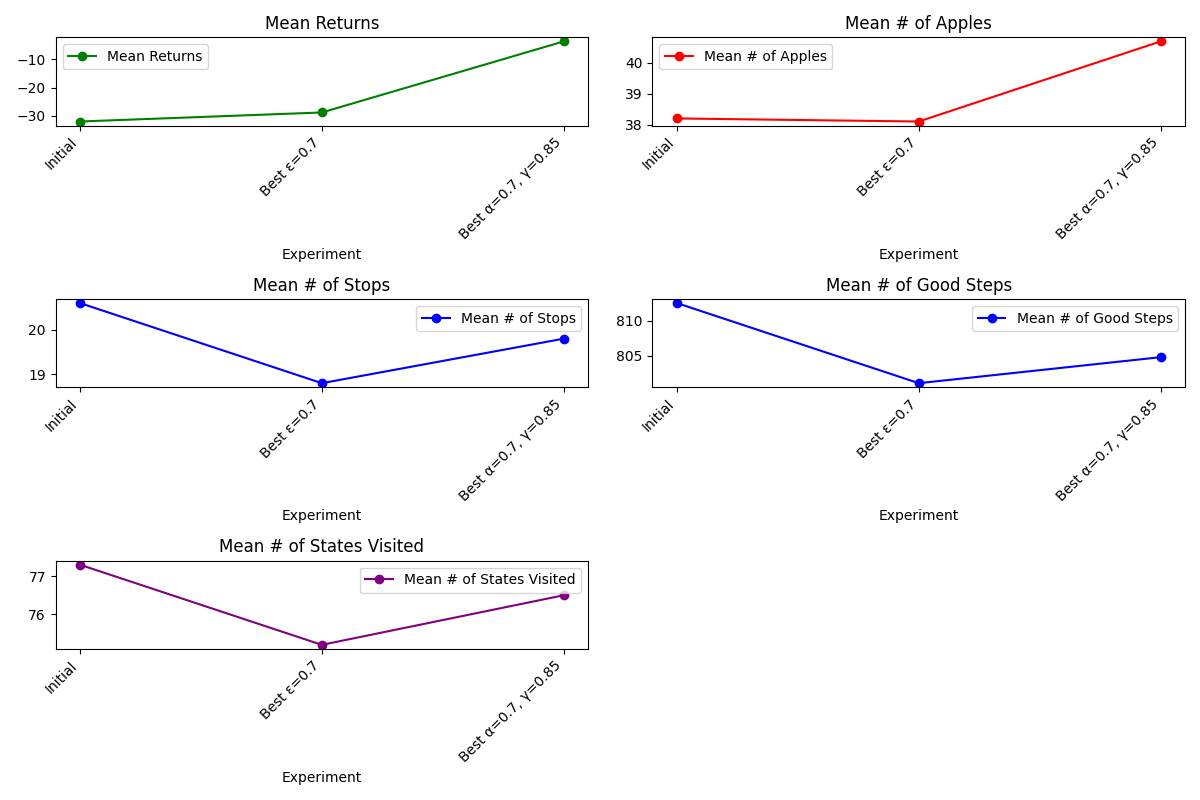 Mean Returns
−10
−20
−30
Mean Returns
Initial
Best ε=0.7
Best α=0.7, γ=0.85
Experiment
Mean # of Apples
40
39
38
Mean # of Apples
Initial
Best ε=0.7
Best α=0.7, γ=0.85
Experiment
Mean # of Stops
20
19
Mean # of Stops
Initial
Best ε=0.7
Best α=0.7, γ=0.85
Experiment
Mean # of Good Steps
810
805
Mean # of Good Steps
Initial
Best ε=0.7
Best α=0.7, γ=0.85
Experiment
Mean # of States Visited
77
76
Mean # of States Visited
Initial
Best ε=0.7
Best α=0.7, γ=0.85
Experiment